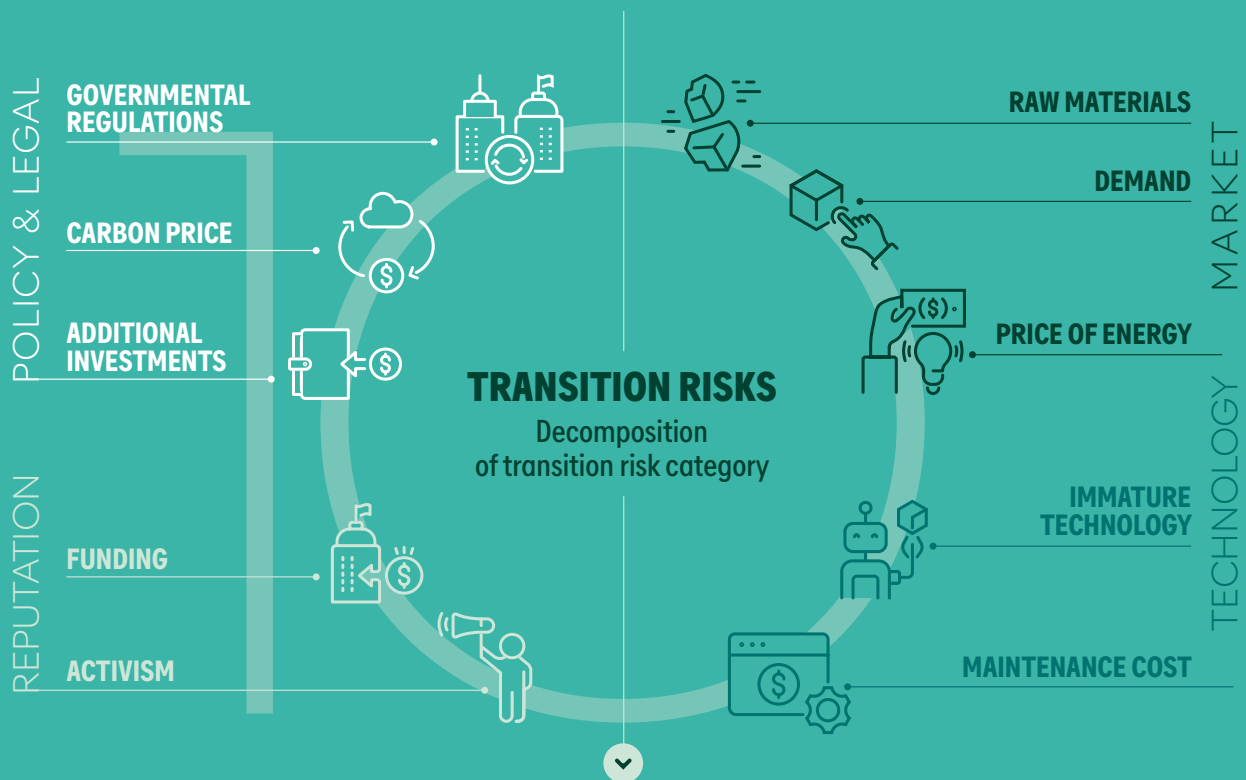 POLICY & LEGAL
GOVERNMENTAL
REGULATIONS
CARBON PRICE
ADDITIONAL
INVESTMENTS
REPUTATION
FUNDING
ACTIVISM
TRANSITION RISKS
Decomposition
of transition risk category
MARKET
RAW MATERIALS
DEMAND
PRICE OF ENERGY
TECHNOLOGY
IMMATURE
TECHNOLOGY
MAINTENANCE COST
1
$
$
($)
$
$